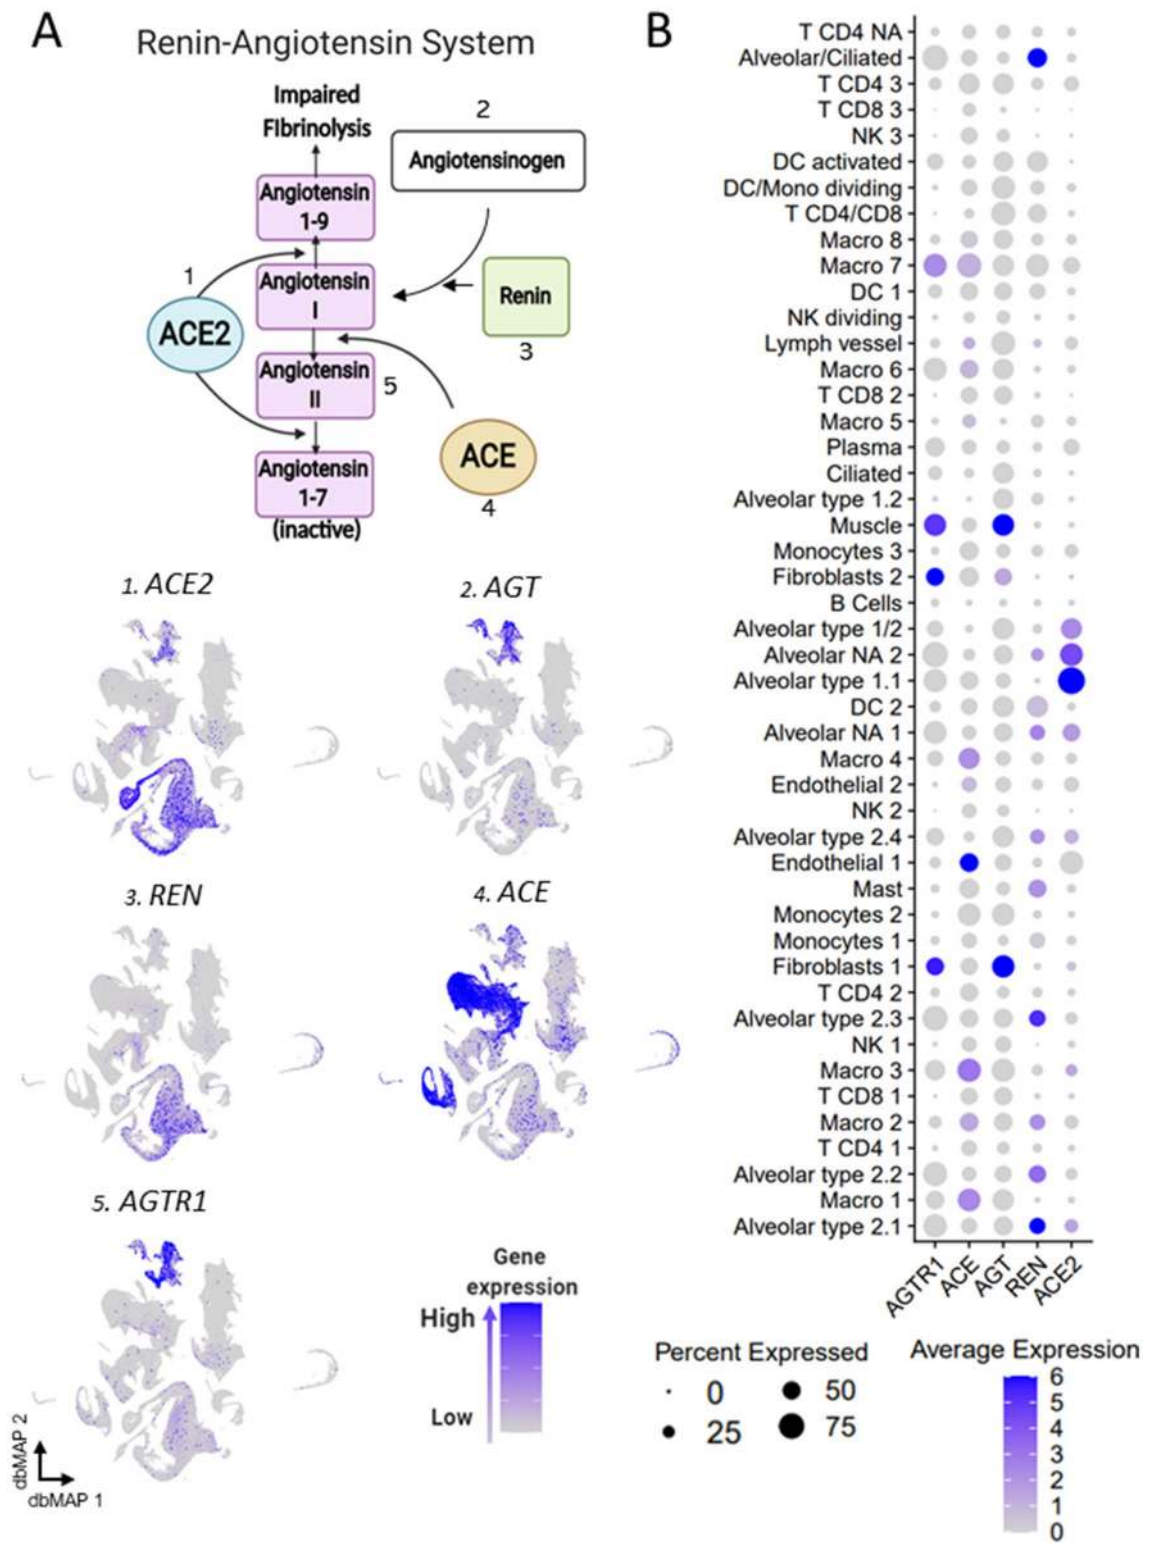 A
Renin-Angiotensin System
Impaired
FIbrinolysis
2
Angiotensinogen
Angiotensin
1-9
1
Angiotensin
I
Renin
3
ACE2
Angiotensin
II
5
ACE
4
Angiotensin
1-7
(inactive)
1. ACE2
2. AGT
3. REN
4. ACE
5. AGTR1
Gene
expression
High
Low
dbMAP 2
dbMAP 1
B
T CD4 NA
Alveolar/Ciliated
T CD4 3
T CD8 3
NK 3
DC activated
DC/Mono dividing
T CD4/CD8
Macro 8
Macro 7
DC 1
NK dividing
Lymph vessel
Macro 6
T CD8 2
Macro 5
Plasma
Ciliated
Alveolar type 1.2
Muscle
Monocytes 3
Fibroblasts 2
B Cells
Alveolar type 1/2
Alveolar NA 2
Alveolar type 1.1
DC 2
Alveolar NA 1
Macro 4
Endothelial 2
NK 2
Alveolar type 2.4
Endothelial 1
Mast
Monocytes 2
Monocytes 1
Fibroblasts 1
T CD4 2
Alveolar type 2.3
NK 1
Macro 3
T CD8 1
Macro 2
T CD4 1
Alveolar type 2.2
Macro 1
Alveolar type 2.1
AGTR1 ACE AGT REN ACE2
Percent Expressed
0 50
25 75
Average Expression
6
5
4
3
2
1
0